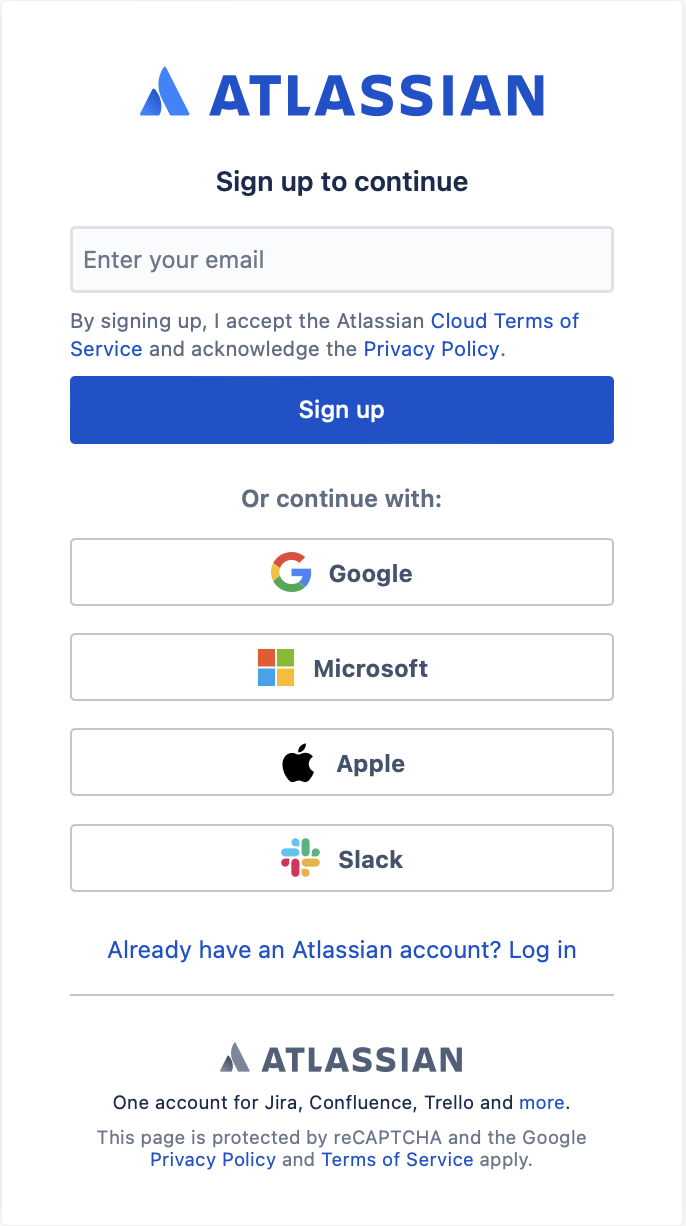 ATLASSIAN
Sign up to continue
Enter your email
By signing up, I accept the Atlassian Cloud Terms of
Service and acknowledge the Privacy Policy.
Sign up
Or continue with:
Google
Microsoft
Apple
Slack
Already have an Atlassian account? Log in
ATLASSIAN
One account for Jira, Confluence, Trello and more.
This page is protected by reCAPTCHA and the Google
Privacy Policy and Terms of Service apply.